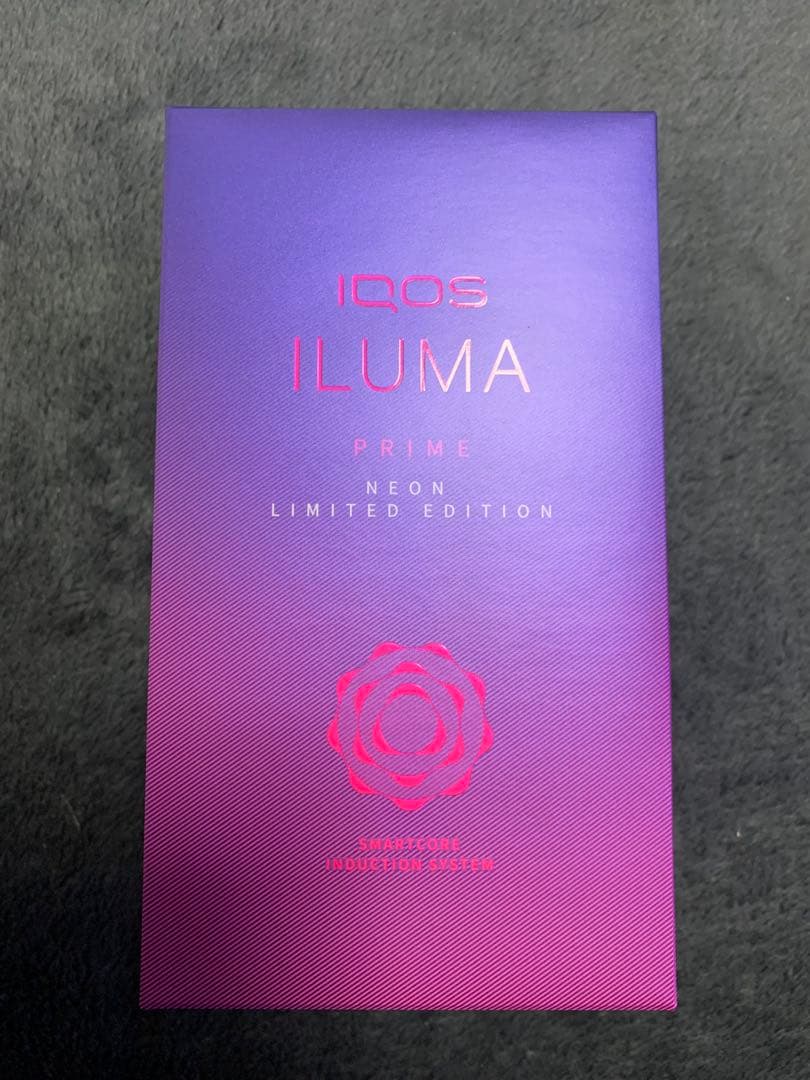 IQOS
ILUMA
PRIME
NEON
LIMITED EDITION
SMARTCORE
INDUCTION SYSTEM